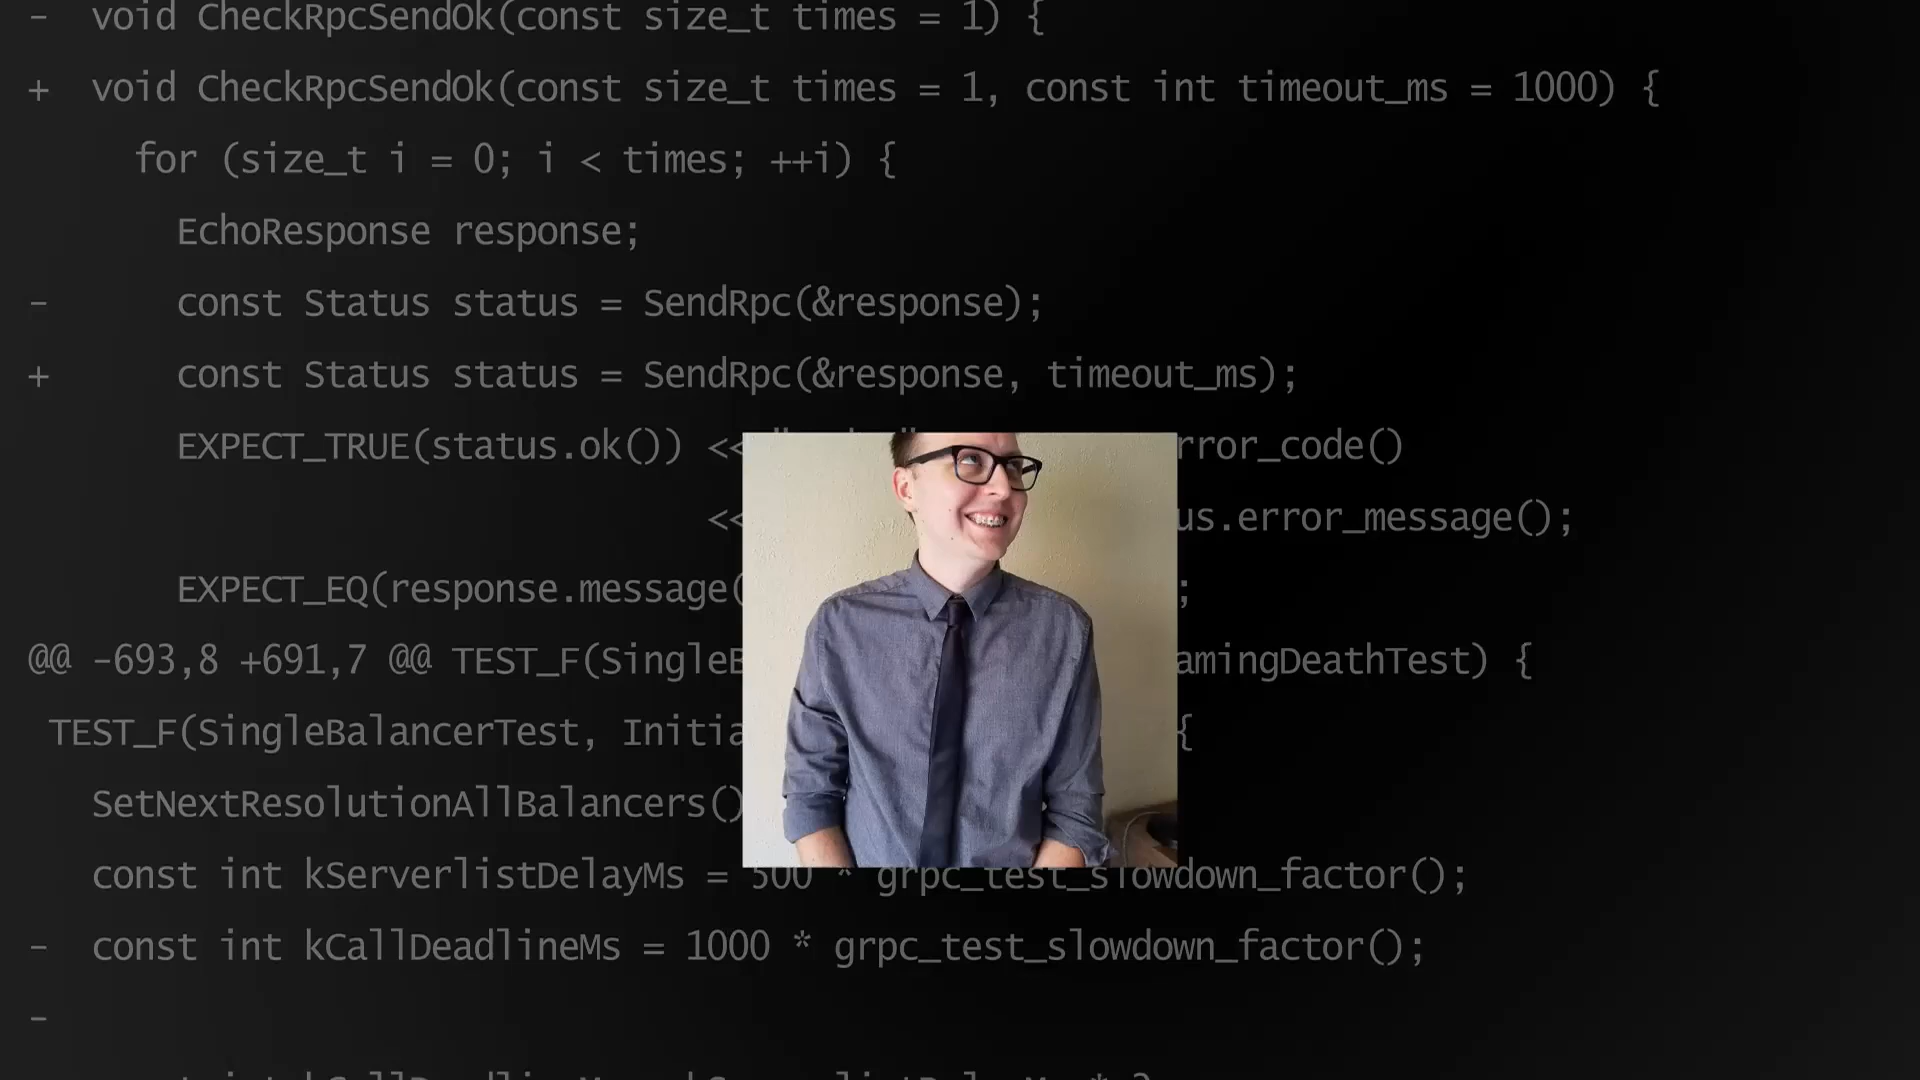 - void CheckRpcSendOk(const size_t times = 1) {
+ void CheckRpcSendOk(const size_t times = 1, const int timeout_ms = 1000) {
for (size_t i = 0; i < times; ++i) {
EchoResponse response;
- const Status status = SendRpc(&response);
+ const Status status = SendRpc(&response, timeout_ms);
EXPECT_TRUE(status.ok()) << rror_code()
<< us.error_message();
EXPECT_EQ(response.message( ;
@@ -693,8 +691,7 @@ TEST_F(SingleB amingDeathTest) {
TEST_F(SingleBalancerTest, Initia {
SetNextResolutionAllBalancers()
const int kServerlistDelayMs = 500 * grpc_test_slowdown_factor();
- const int kCallDeadlineMs = 1000 * grpc_test_slowdown_factor();
-